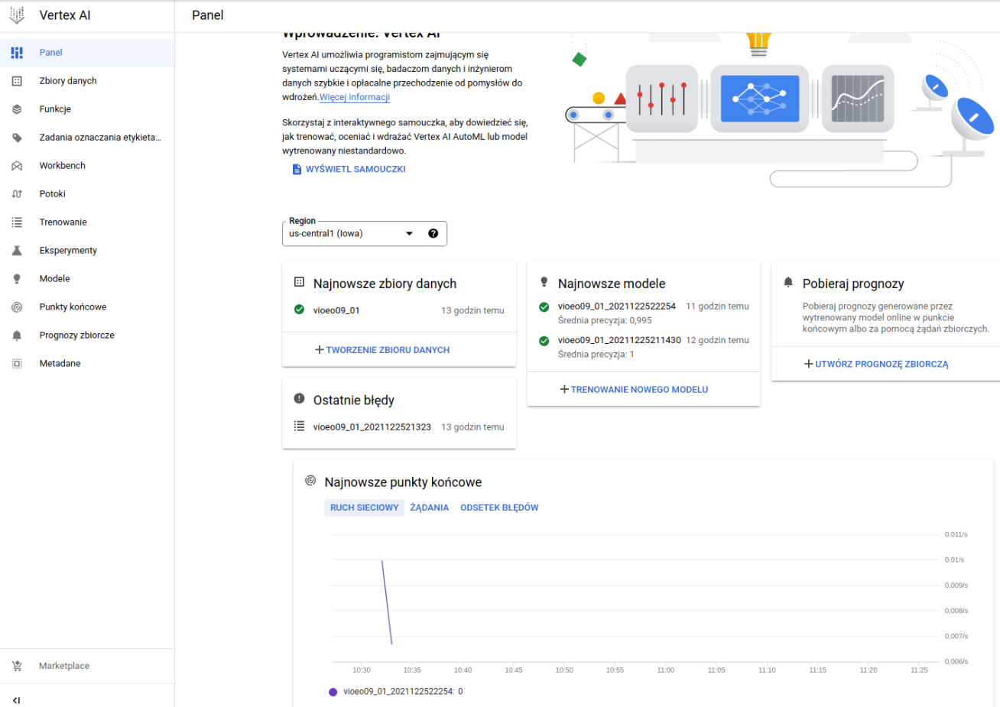 Vertex AI
Panel
Panel
Zbiory danych
Funkcje
Zadania oznaczania etykieta...
Workbench
Potoki
Trenowanie
Eksperymenty
Modele
Punkty końcowe
Prognozy zbiorcze
Metadane
Marketplace
Wprowadzenie: Vertex AI
Vertex AI umożliwia programistom zajmującym się
systemami uczącymi się, badaczom danych i inżynierom
danych szybkie i opłacalne przechodzenie od pomysłów do
wdrożeń.Więcej informacji
Skorzystaj z interaktywnego samouczka, aby dowiedzieć się,
jak trenować, oceniać i wdrażać Vertex AI AutoML lub model
wytrenowany niestandardowo.
WYŚWIETL SAMOUCZKI
Region
us-central1 (Iowa)
Najnowsze zbiory danych
vioeo09_01 13 godzin temu
+ TWORZENIE ZBIORU DANYCH
Ostatnie błędy
vioeo09_01_2021122521323 13 godzin temu
Najnowsze modele
vioeo09_01_2021122522254 11 godzin temu
Średnia precyzja: 0,995
vioeo09_01_20211225211430 12 godzin temu
Średnia precyzja: 1
+ TRENOWANIE NOWEGO MODELU
Pobieraj prognozy
Pobieraj prognozy generowane przez
wytrenowany model online w punkcie
końcowym albo za pomocą żądań zbiorczych.
+ UTWÓRZ PROGNOZĘ ZBIORCZĄ
Najnowsze punkty końcowe
RUCH SIECIOWY ŻĄDANIA ODSETEK BŁĘDÓW
0,011/s
0,01/s
0,009/s
0,008/s
0,007/s
0,006/s
10:30 10:35 10:40 10:45 10:50 10:55 11:00 11:05 11:10 11:15 11:20 11:25
vioeo09_01_2021122522254: 0